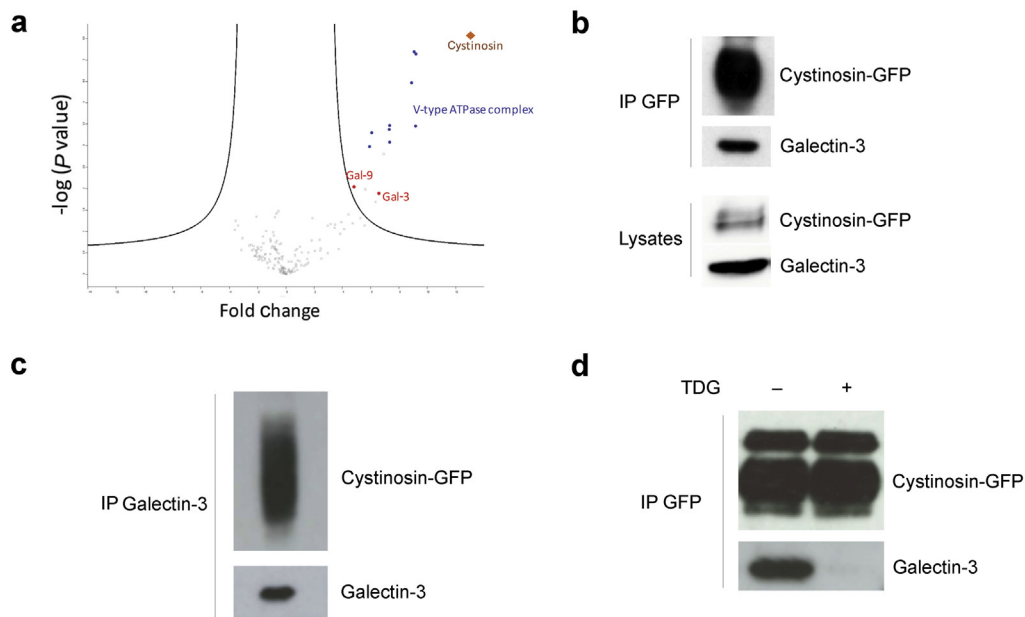 a
Cystinosin
V-type ATPase complex
Gal-9
Gal-3
-log (P value)
Fold change
b
IP GFP
Cystinosin-GFP
Galectin-3
Lysates
Cystinosin-GFP
Galectin-3
c
IP Galectin-3
Cystinosin-GFP
Galectin-3
d
TDG – +
IP GFP
Cystinosin-GFP
Galectin-3